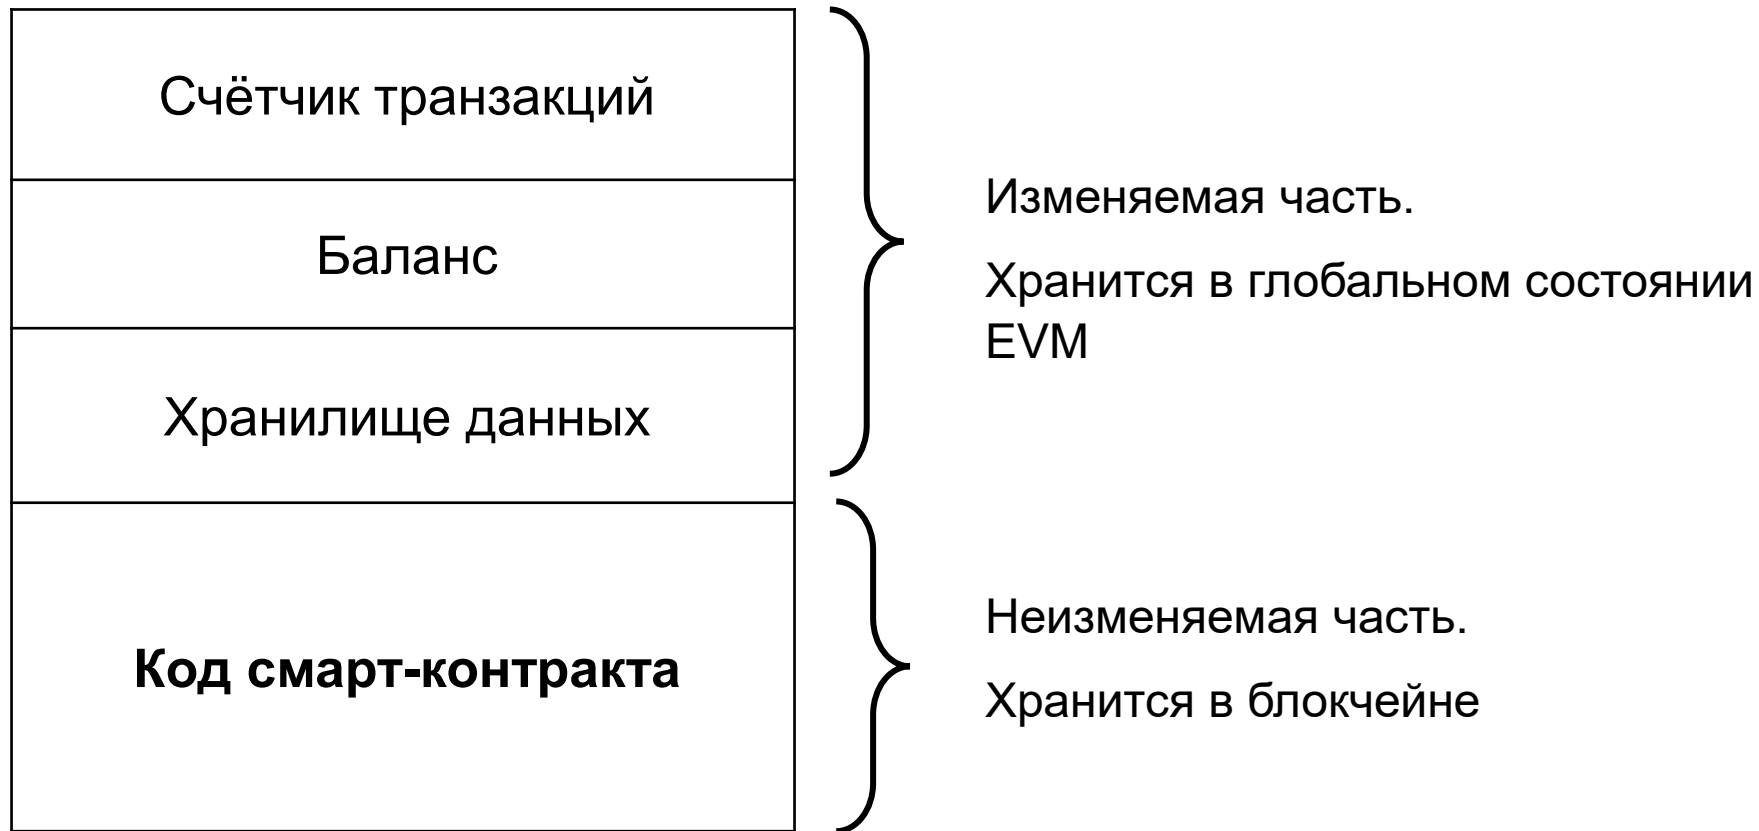 Счётчик транзакций
Баланс
Хранилище данных
Код смарт-контракта
Изменяемая часть.
Хранится в глобальном состоянии
EVM
Неизменяемая часть.
Хранится в блокчейне